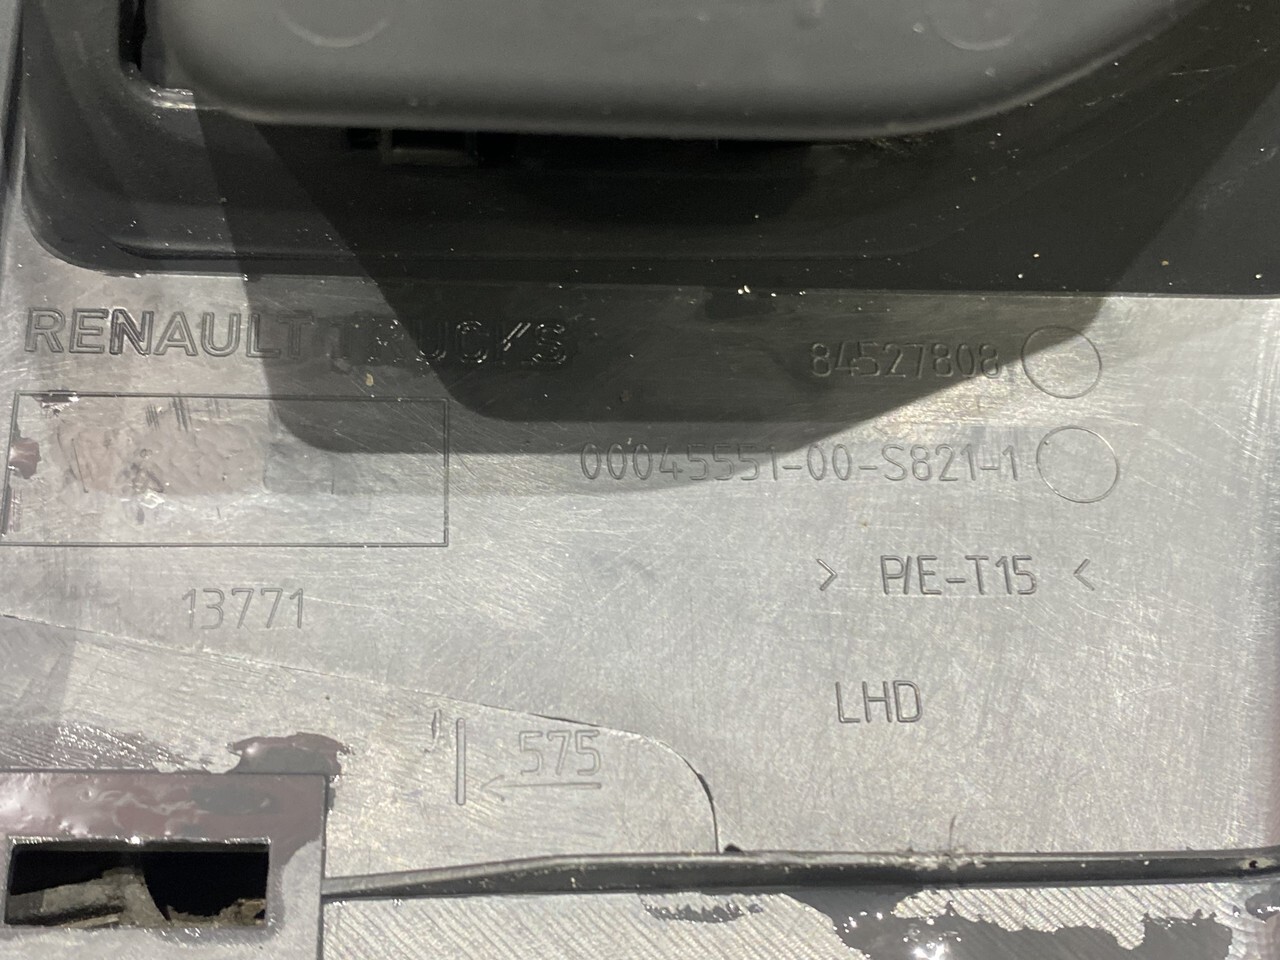 RENAULT TRUCKS
84527808
00045551-00-S821-1
> P/E-T15 <
13771
LHD
575